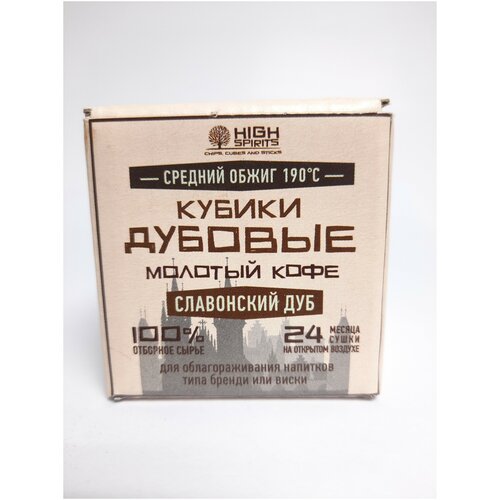 HIGH
SPIRITS
CHIPS, CUBES AND STICKS
СРЕДНИЙ ОБЖИГ 190°С
КУБИКИ
ДУБОВЫЕ
МОЛОТЫЙ КОФЕ
СЛАВОНСКИЙ ДУБ
100%
ОТБОРНОЕ СЫРЬЕ
24 МЕСЯЦА
СУШКИ
НА ОТКРЫТОМ ВОЗДУХЕ
для облагораживания напитков
типа бренди или виски